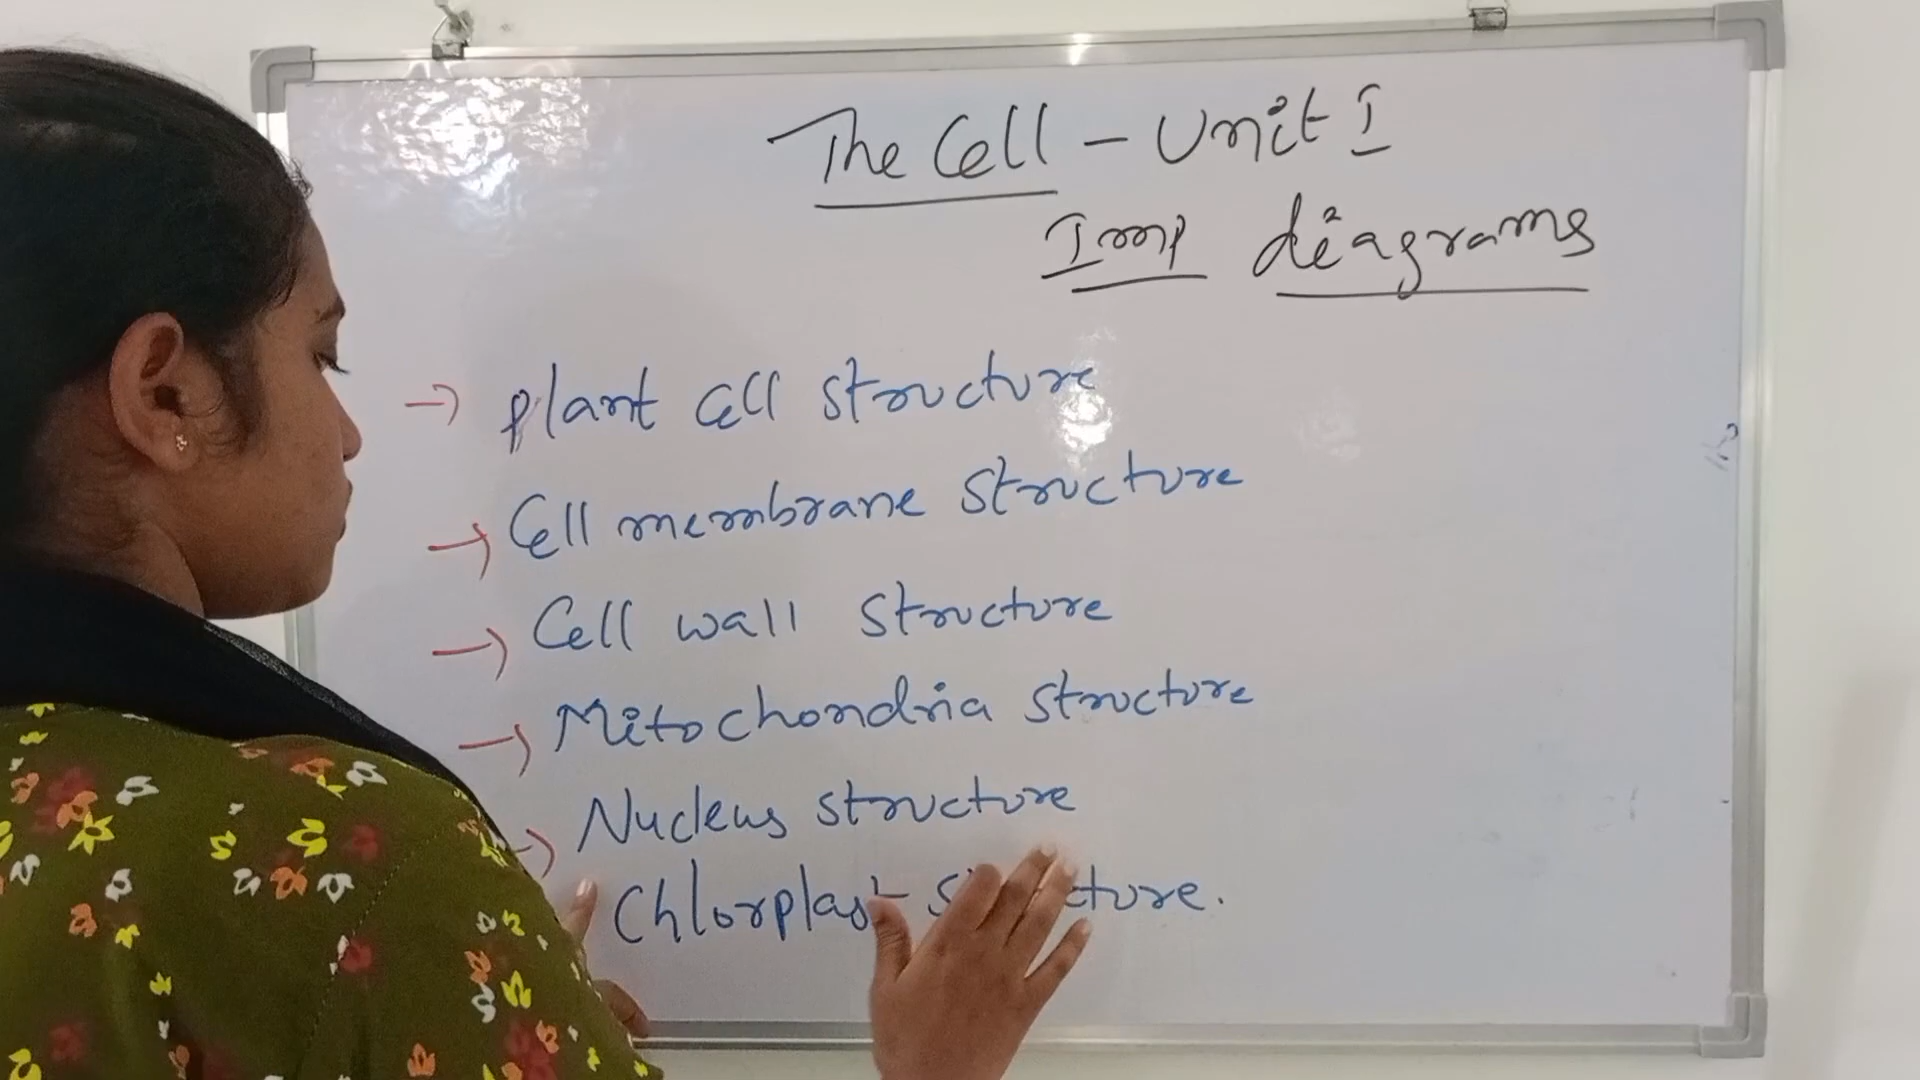 The Cell - Unit I
Imp diagrams
→ plant cell structure
→ Cell membrane structure
→ Cell wall structure
→ Mitochondria structure
→ Nucleus structure
Chlorplast structure.